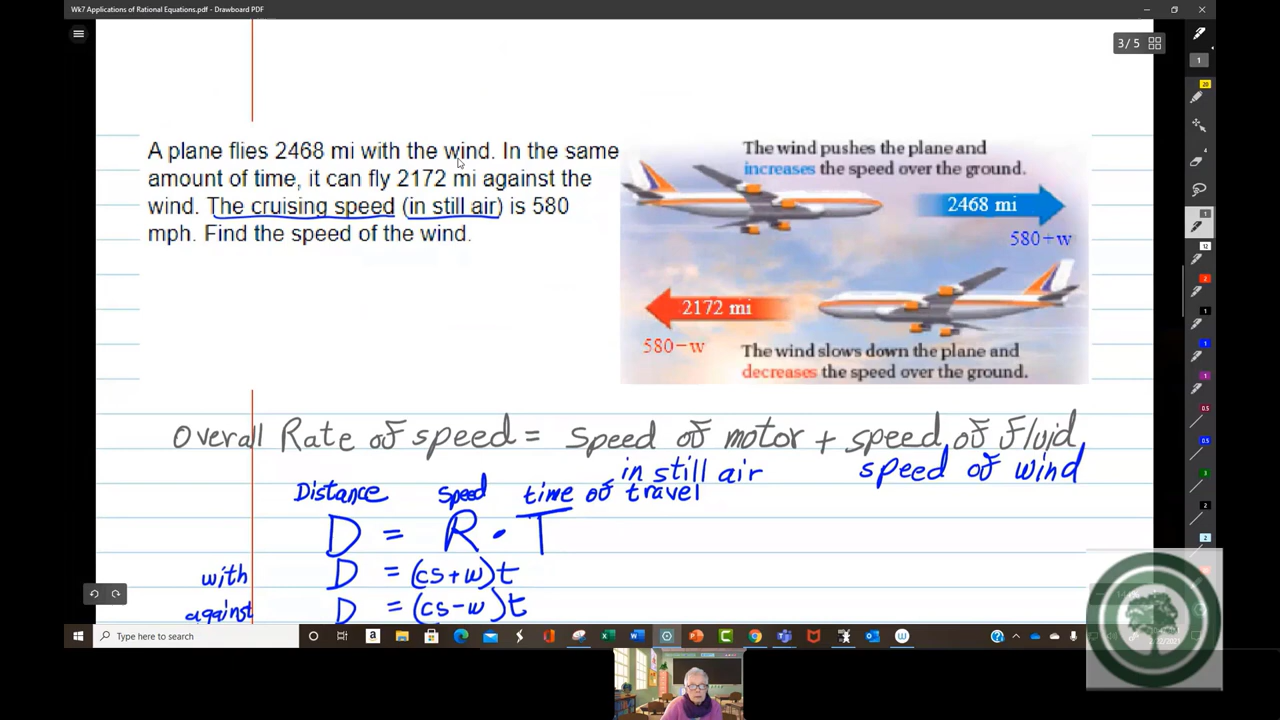 Wk7 Applications of Rational Equations.pdf - Drawboard PDF
3 / 5
A plane flies 2468 mi with the wind. In the same
amount of time, it can fly 2172 mi against the
wind. The cruising speed (in still air) is 580
mph. Find the speed of the wind.
The wind pushes the plane and
increases the speed over the ground.
2468 mi
580+w
2172 mi
580-w
The wind slows down the plane and
decreases the speed over the ground.
Overall Rate of speed = speed of motor + speed of fluid
in still air speed of wind
Distance speed time of travel
D = R · T
with D = (cs+w)t
against D = (cs-w)t
Type here to search